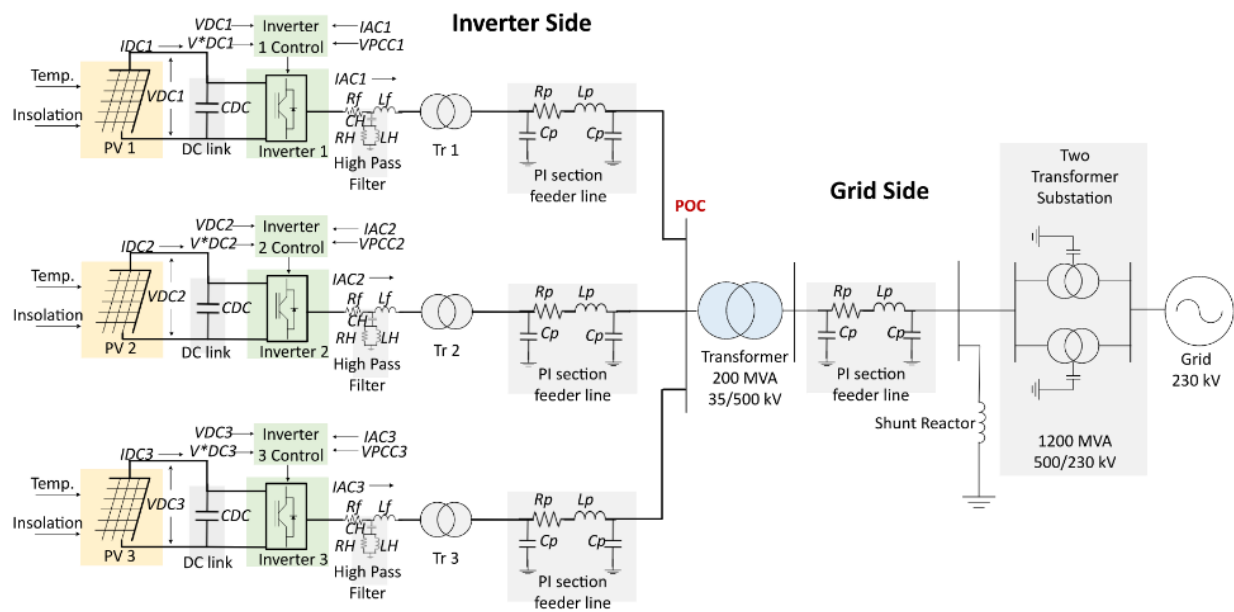 Inverter Side
VDC1
Inverter
1 Control
IAC1
IDC1
V*DC1
VPCC1
Temp.
Insolation
VDC1
CDC
IAC1
Rf
Lf
CH
RH
LH
Rp
Lp
Cp
Cp
PV 1
DC link
Inverter 1
High Pass
Filter
Tr 1
PI section
feeder line
VDC2
Inverter
2 Control
IAC2
IDC2
V*DC2
VPCC2
Temp.
Insolation
VDC2
CDC
IAC2
Rf
Lf
CH
RH
LH
Rp
Lp
Cp
Cp
PV 2
DC link
Inverter 2
High Pass
Filter
Tr 2
PI section
feeder line
VDC3
Inverter
3 Control
IAC3
IDC3
V*DC3
VPCC3
Temp.
Insolation
VDC3
CDC
IAC3
Rf
Lf
CH
RH
LH
Rp
Lp
Cp
Cp
PV 3
DC link
Inverter 3
High Pass
Filter
Tr 3
PI section
feeder line
Grid Side
POC
Transformer
200 MVA
35/500 kV
Rp
Lp
Cp
Cp
PI section
feeder line
Shunt Reactor
Two
Transformer
Substation
1200 MVA
500/230 kV
Grid
230 kV